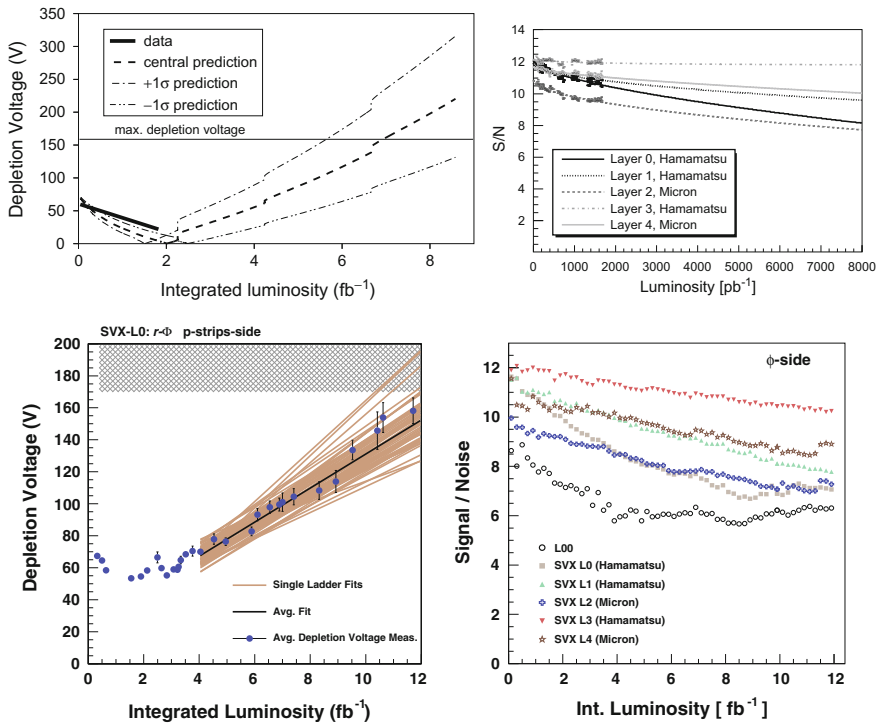 350
300
250
200
150
100
50
0
Depletion Voltage (V)
data
central prediction
+1σ prediction
−1σ prediction
max. depletion voltage
0 2 4 6 8
Integrated luminosity (fb⁻¹)
14
12
10
8
6
4
2
0
S/N
Layer 0, Hamamatsu
Layer 1, Hamamatsu
Layer 2, Micron
Layer 3, Hamamatsu
Layer 4, Micron
0 1000 2000 3000 4000 5000 6000 7000 8000
Luminosity [pb⁻¹]
SVX-L0: r-Φ p-strips-side
200
180
160
140
120
100
80
60
40
20
0
Depletion Voltage (V)
Single Ladder Fits
Avg. Fit
Avg. Depletion Voltage Meas.
0 2 4 6 8 10 12
Integrated Luminosity (fb⁻¹)
ϕ-side
12
10
8
6
4
2
0
Signal / Noise
L00
SVX L0 (Hamamatsu)
SVX L1 (Hamamatsu)
SVX L2 (Micron)
SVX L3 (Hamamatsu)
SVX L4 (Micron)
0 2 4 6 8 10 12 14
Int. Luminosity [ fb⁻¹]